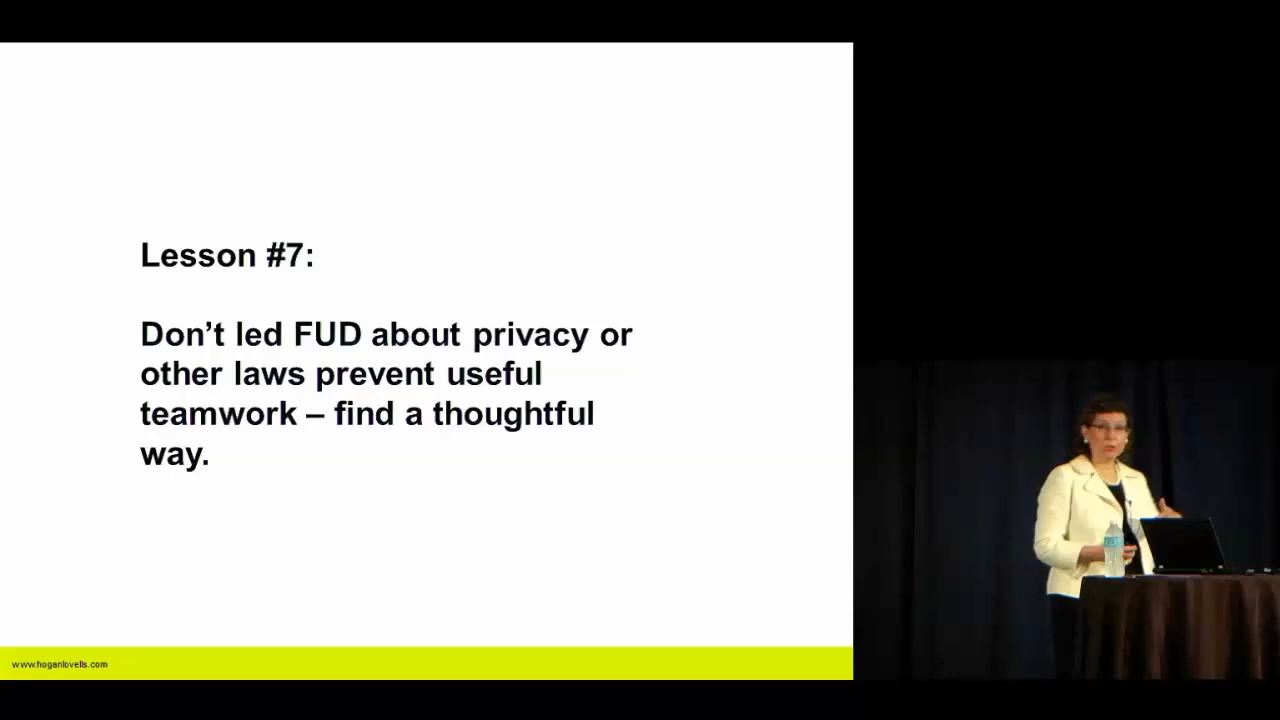 Lesson #7:
Don’t led FUD about privacy or
other laws prevent useful
teamwork – find a thoughtful
way.
www.hoganlovells.com